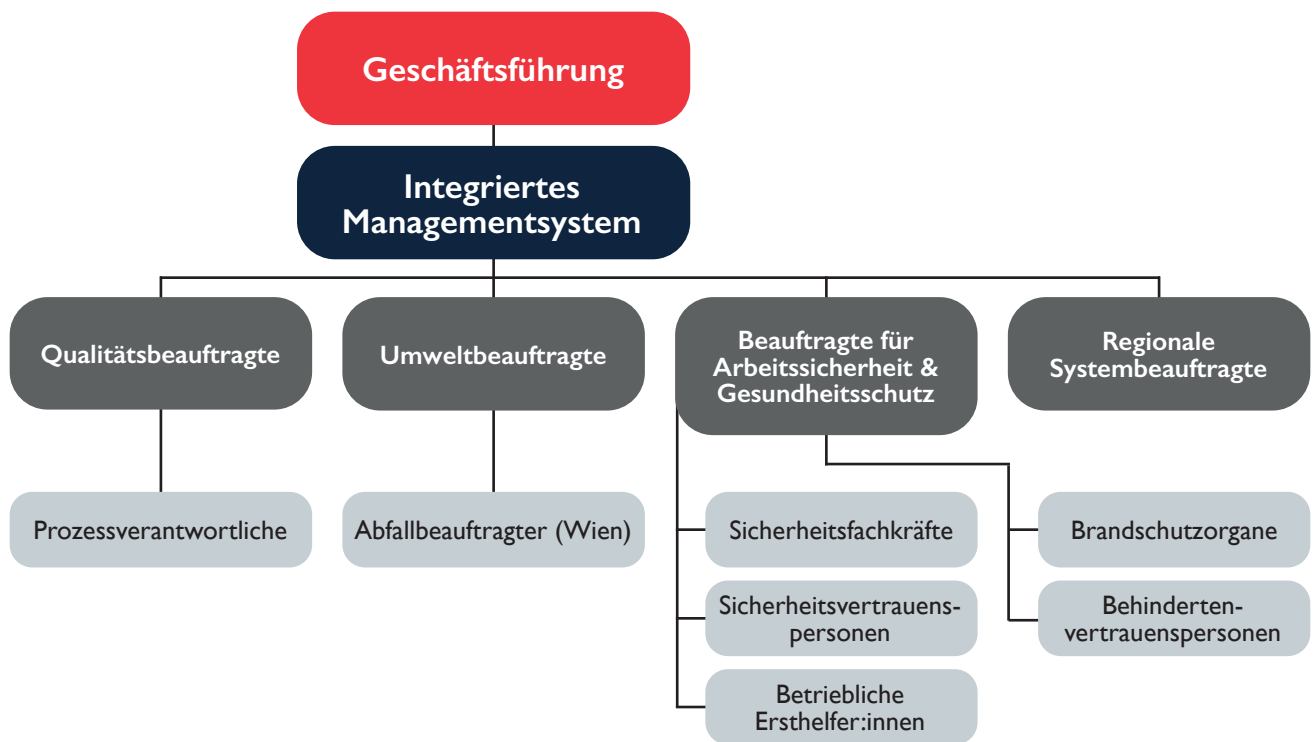 Geschäftsführung
Integriertes
Managementsystem
Qualitätsbeauftragte
Umweltbeauftragte
Beauftragte für
Arbeitssicherheit &
Gesundheitsschutz
Regionale
Systembeauftragte
Prozessverantwortliche
Abfallbeauftragter (Wien)
Sicherheitsfachkräfte
Brandschutzorgane
Sicherheitsvertrauens-
personen
Behinderten-
vertrauenspersonen
Betriebliche
Ersthelfer:innen